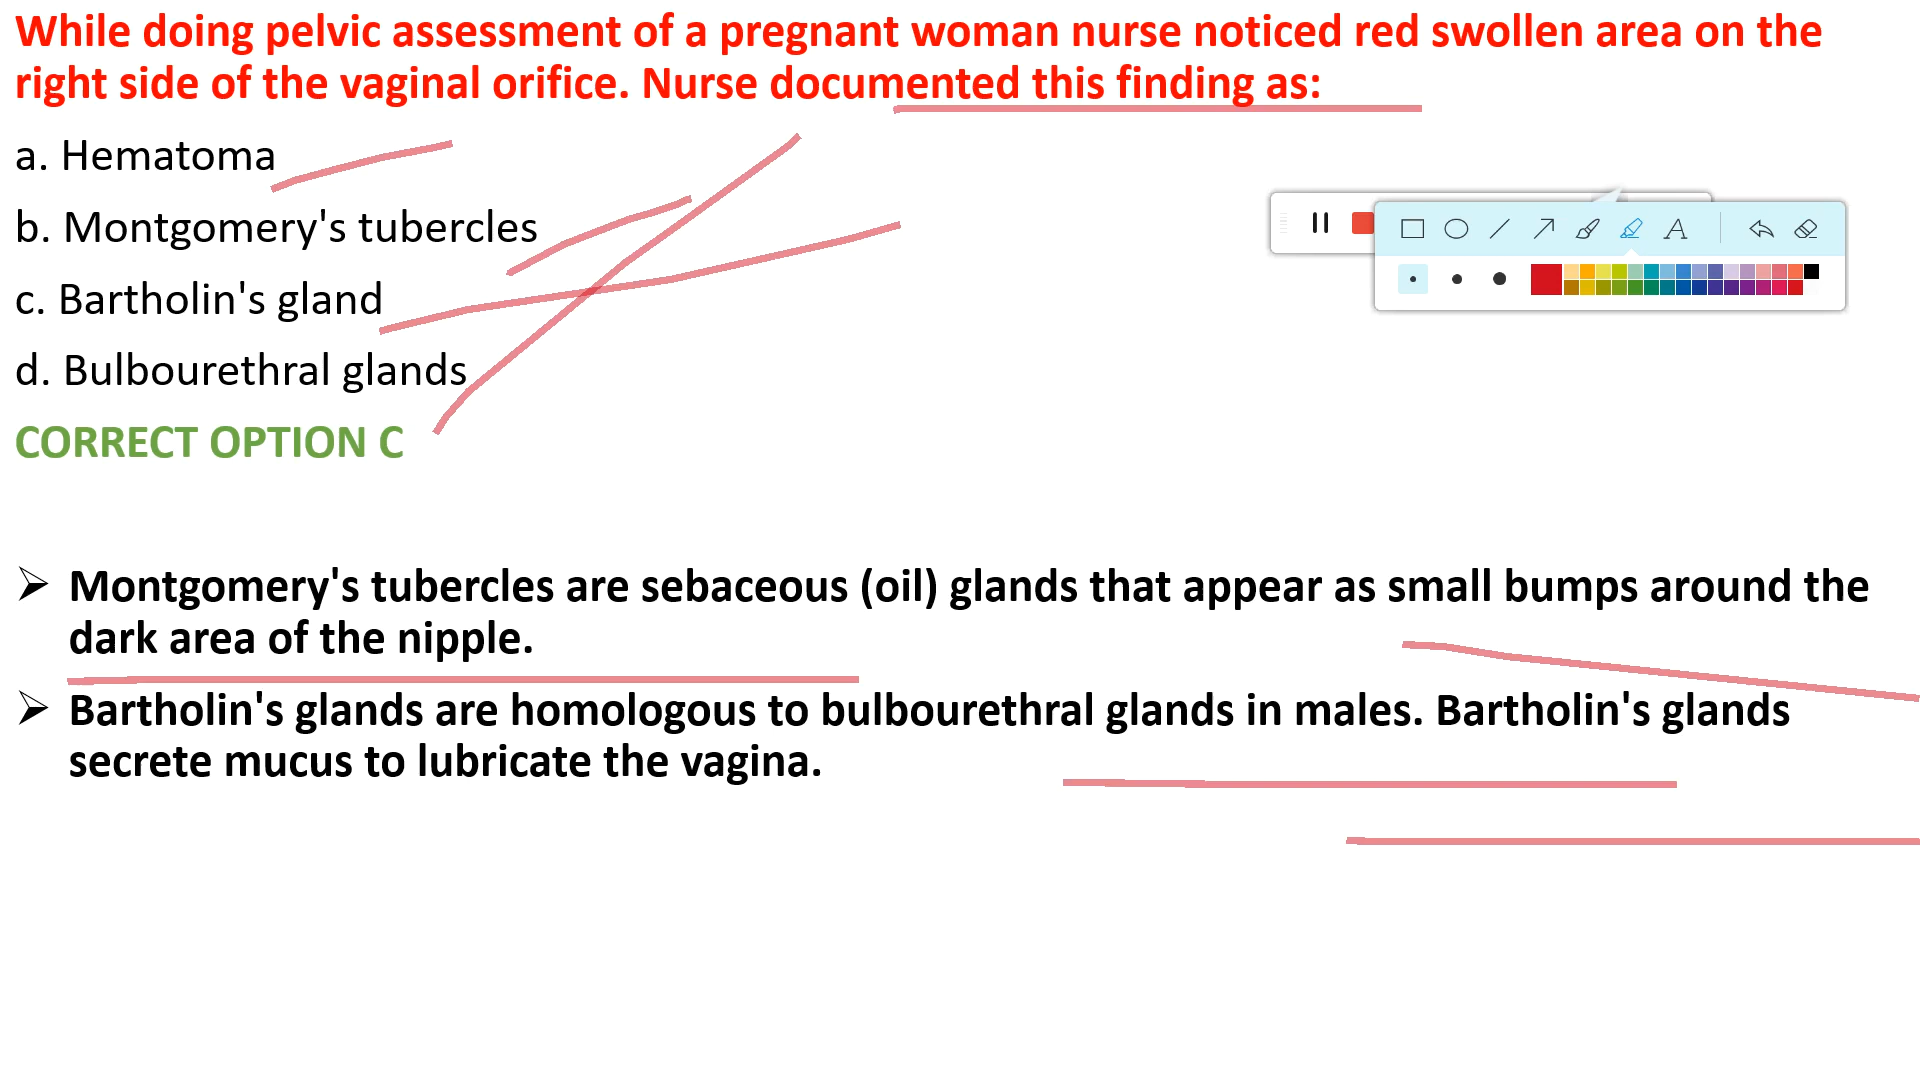 While doing pelvic assessment of a pregnant woman nurse noticed red swollen area on the
right side of the vaginal orifice. Nurse documented this finding as:
a. Hematoma
b. Montgomery's tubercles
c. Bartholin's gland
d. Bulbourethral glands
CORRECT OPTION C
Montgomery's tubercles are sebaceous (oil) glands that appear as small bumps around the
dark area of the nipple.
Bartholin's glands are homologous to bulbourethral glands in males. Bartholin's glands
secrete mucus to lubricate the vagina.